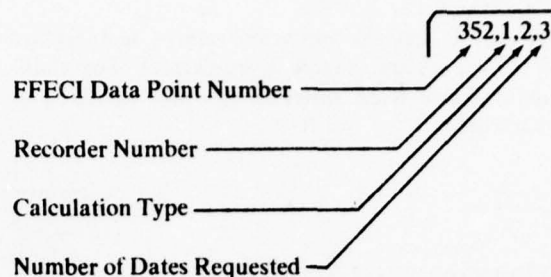 352,1,2,3
FFECI Data Point Number
Recorder Number
Calculation Type
Number of Dates Requested